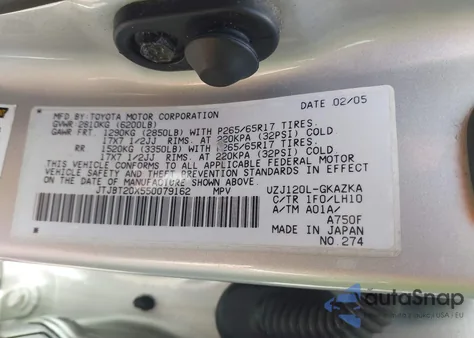 MFD BY: TOYOTA MOTOR CORPORATION DATE 02/05
GVWR 2810KG (6200LB)
GAWR FRT. 1290KG (2850LB) WITH P265/65R17 TIRES.
17X7 1/2JJ RIMS. AT 220KPA (32PSI) COLD.
RR 1520KG (3350LB) WITH P265/65R17 TIRES.
17X7 1/2JJ RIMS. AT 220KPA (32PSI) COLD.
THIS VEHICLE CONFORMS TO ALL APPLICABLE FEDERAL MOTOR
VEHICLE SAFETY AND BUMPER STANDARDS IN EFFECT ON THE
DATE OF MANUFACTURE SHOWN ABOVE.
JTJBT20X550079162 MPV UZJ120L-GKAZKA
C/TR 1F0/LH10
A/TM A01A/
A750F
MADE IN JAPAN
NO.274
autoSnap